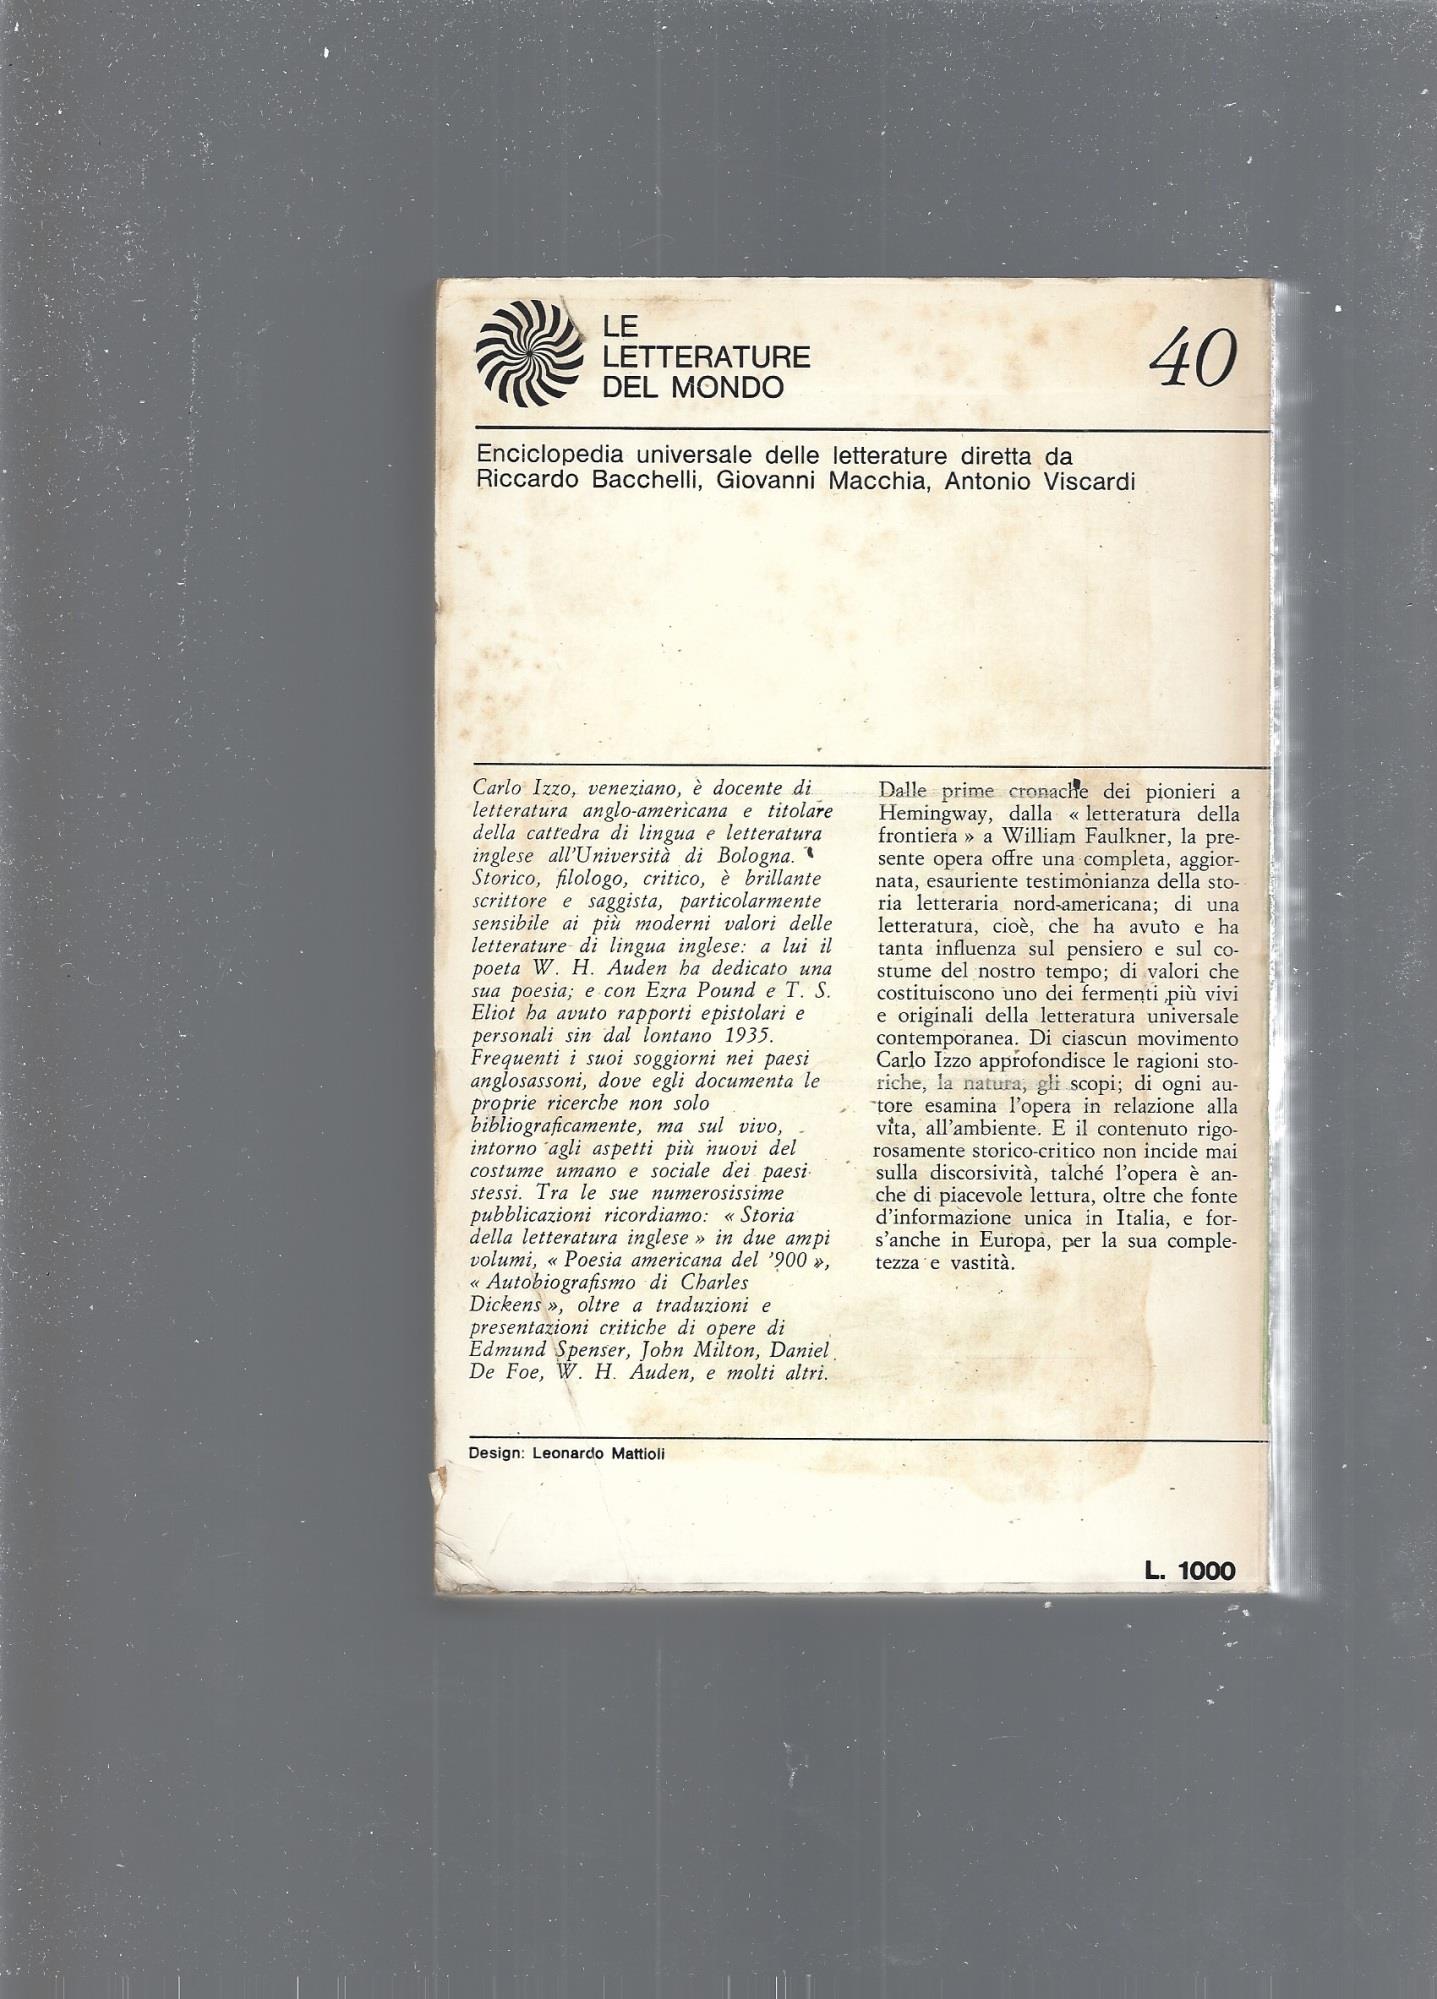 LE
LETTERATURE
DEL MONDO
40
Enciclopedia universale delle letterature diretta da
Riccardo Bacchelli, Giovanni Macchia, Antonio Viscardi
Carlo Izzo, veneziano, è docente di
letteratura anglo-americana e titolare
della cattedra di lingua e letteratura
inglese all'Università di Bologna.
Storico, filologo, critico, è brillante
scrittore e saggista, particolarmente
sensibile ai più moderni valori delle
letterature di lingua inglese: a lui il
poeta W. H. Auden ha dedicato una
sua poesia; e con Ezra Pound e T. S.
Eliot ha avuto rapporti epistolari e
personali sin dal lontano 1935.
Frequenti i suoi soggiorni nei paesi
anglosassoni, dove egli documenta le
proprie ricerche non solo
bibliograficamente, ma sul vivo,
intorno agli aspetti più nuovi del
costume umano e sociale dei paesi
stessi. Tra le sue numerosissime
pubblicazioni ricordiamo: « Storia
della letteratura inglese » in due ampi
volumi, « Poesia americana del '900 »,
« Autobiografismo di Charles
Dickens », oltre a traduzioni e
presentazioni critiche di opere di
Edmund Spenser, John Milton, Daniel
De Foe, W. H. Auden, e molti altri.
Dalle prime cronache dei pionieri a
Hemingway, dalla « letteratura della
frontiera » a William Faulkner, la pre-
sente opera offre una completa, aggior-
nata, esauriente testimonianza della sto-
ria letteraria nord-americana; di una
letteratura, cioè, che ha avuto e ha
tanta influenza sul pensiero e sul co-
stume del nostro tempo; di valori che
costituiscono uno dei fermenti più vivi
e originali della letteratura universale
contemporanea. Di ciascun movimento
Carlo Izzo approfondisce le ragioni sto-
riche, la natura, gli scopi; di ogni au-
tore esamina l'opera in relazione alla
vita, all'ambiente. E il contenuto rigo-
rosamente storico-critico non incide mai
sulla discorsività, talché l'opera è an-
che di piacevole lettura, oltre che fonte
d'informazione unica in Italia, e for-
s'anche in Europa, per la sua comple-
tezza e vastità.
Design: Leonardo Mattioli
L. 1000